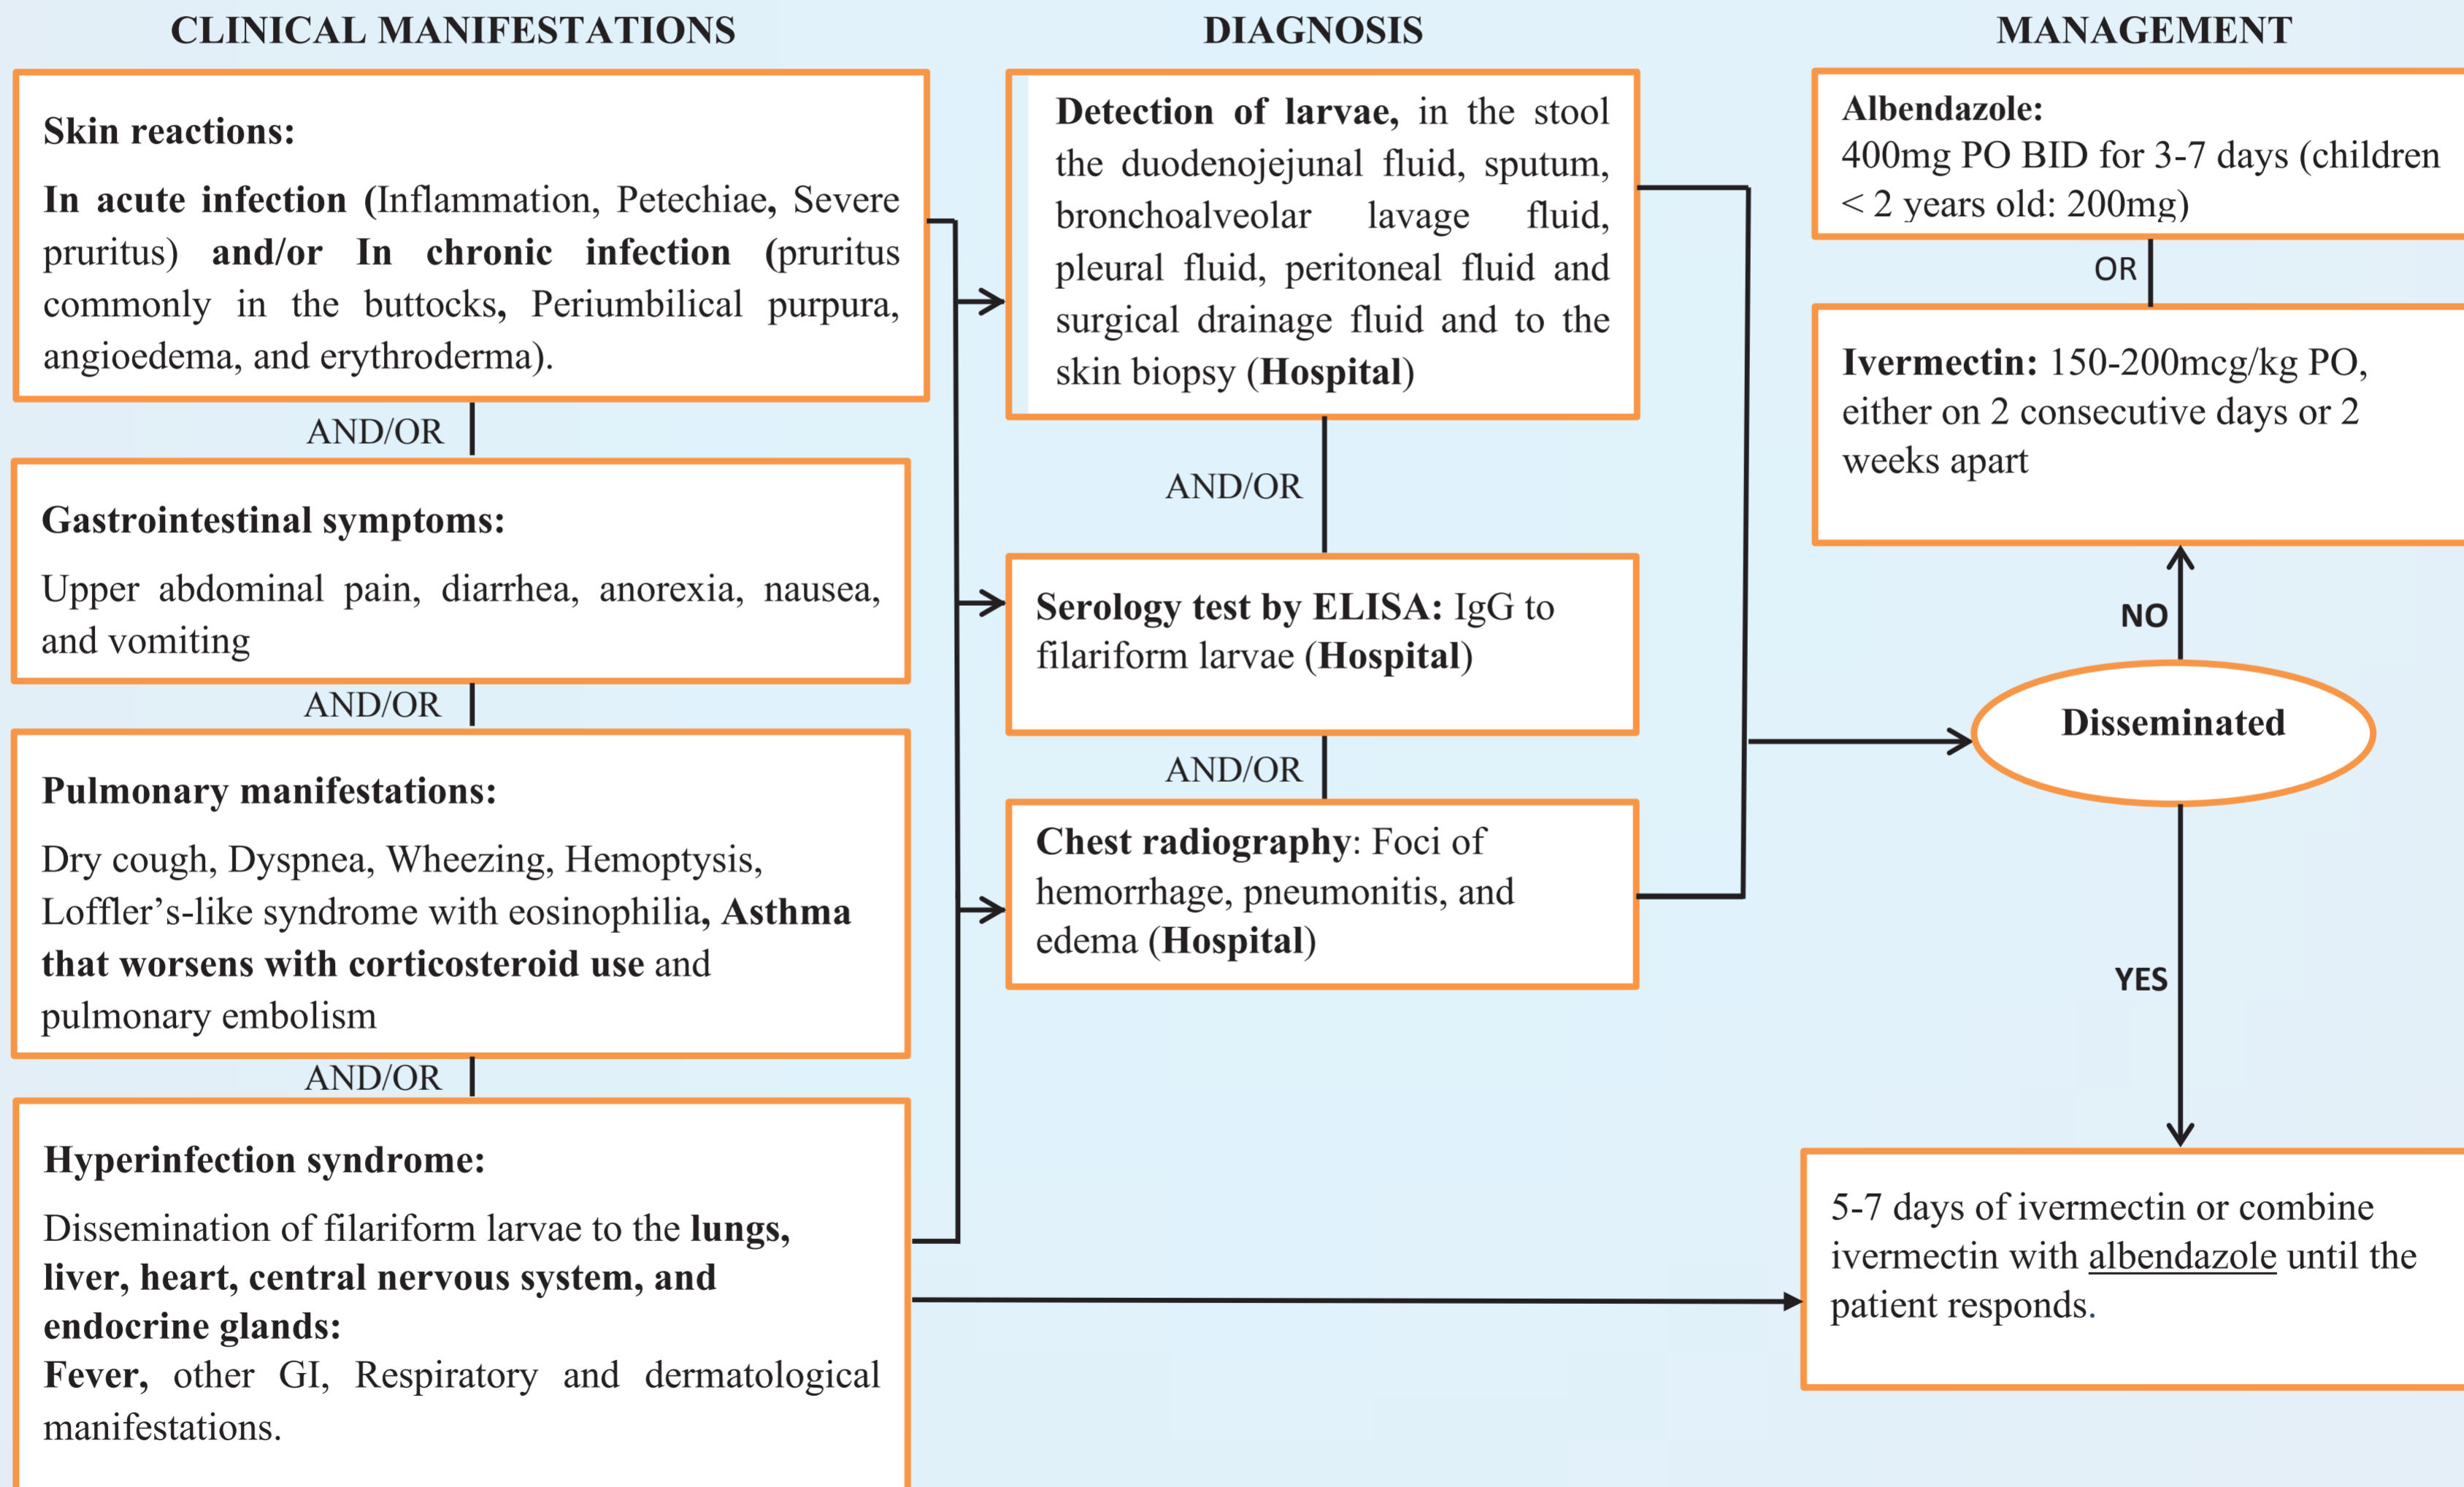 CLINICAL MANIFESTATIONS
Skin reactions:
In acute infection (Inflammation, Petechiae, Severe
pruritus) and/or In chronic infection (pruritus
commonly in the buttocks, Periumbilical purpura,
angioedema, and erythroderma).
AND/OR
Gastrointestinal symptoms:
Upper abdominal pain, diarrhea, anorexia, nausea,
and vomiting
AND/OR
Pulmonary manifestations:
Dry cough, Dyspnea, Wheezing, Hemoptysis,
Loffler’s-like syndrome with eosinophilia, Asthma
that worsens with corticosteroid use and
pulmonary embolism
AND/OR
Hyperinfection syndrome:
Dissemination of filariform larvae to the lungs,
liver, heart, central nervous system, and
endocrine glands:
Fever, other GI, Respiratory and dermatological
manifestations.
DIAGNOSIS
Detection of larvae, in the stool
the duodenojejunal fluid, sputum,
bronchoalveolar lavage fluid,
pleural fluid, peritoneal fluid and
surgical drainage fluid and to the
skin biopsy (Hospital)
AND/OR
Serology test by ELISA: IgG to
filariform larvae (Hospital)
AND/OR
Chest radiography: Foci of
hemorrhage, pneumonitis, and
edema (Hospital)
MANAGEMENT
Albendazole:
400mg PO BID for 3-7 days (children
< 2 years old: 200mg)
OR
Ivermectin: 150-200mcg/kg PO,
either on 2 consecutive days or 2
weeks apart
NO
Disseminated
YES
5-7 days of ivermectin or combine
ivermectin with albendazole until the
patient responds.